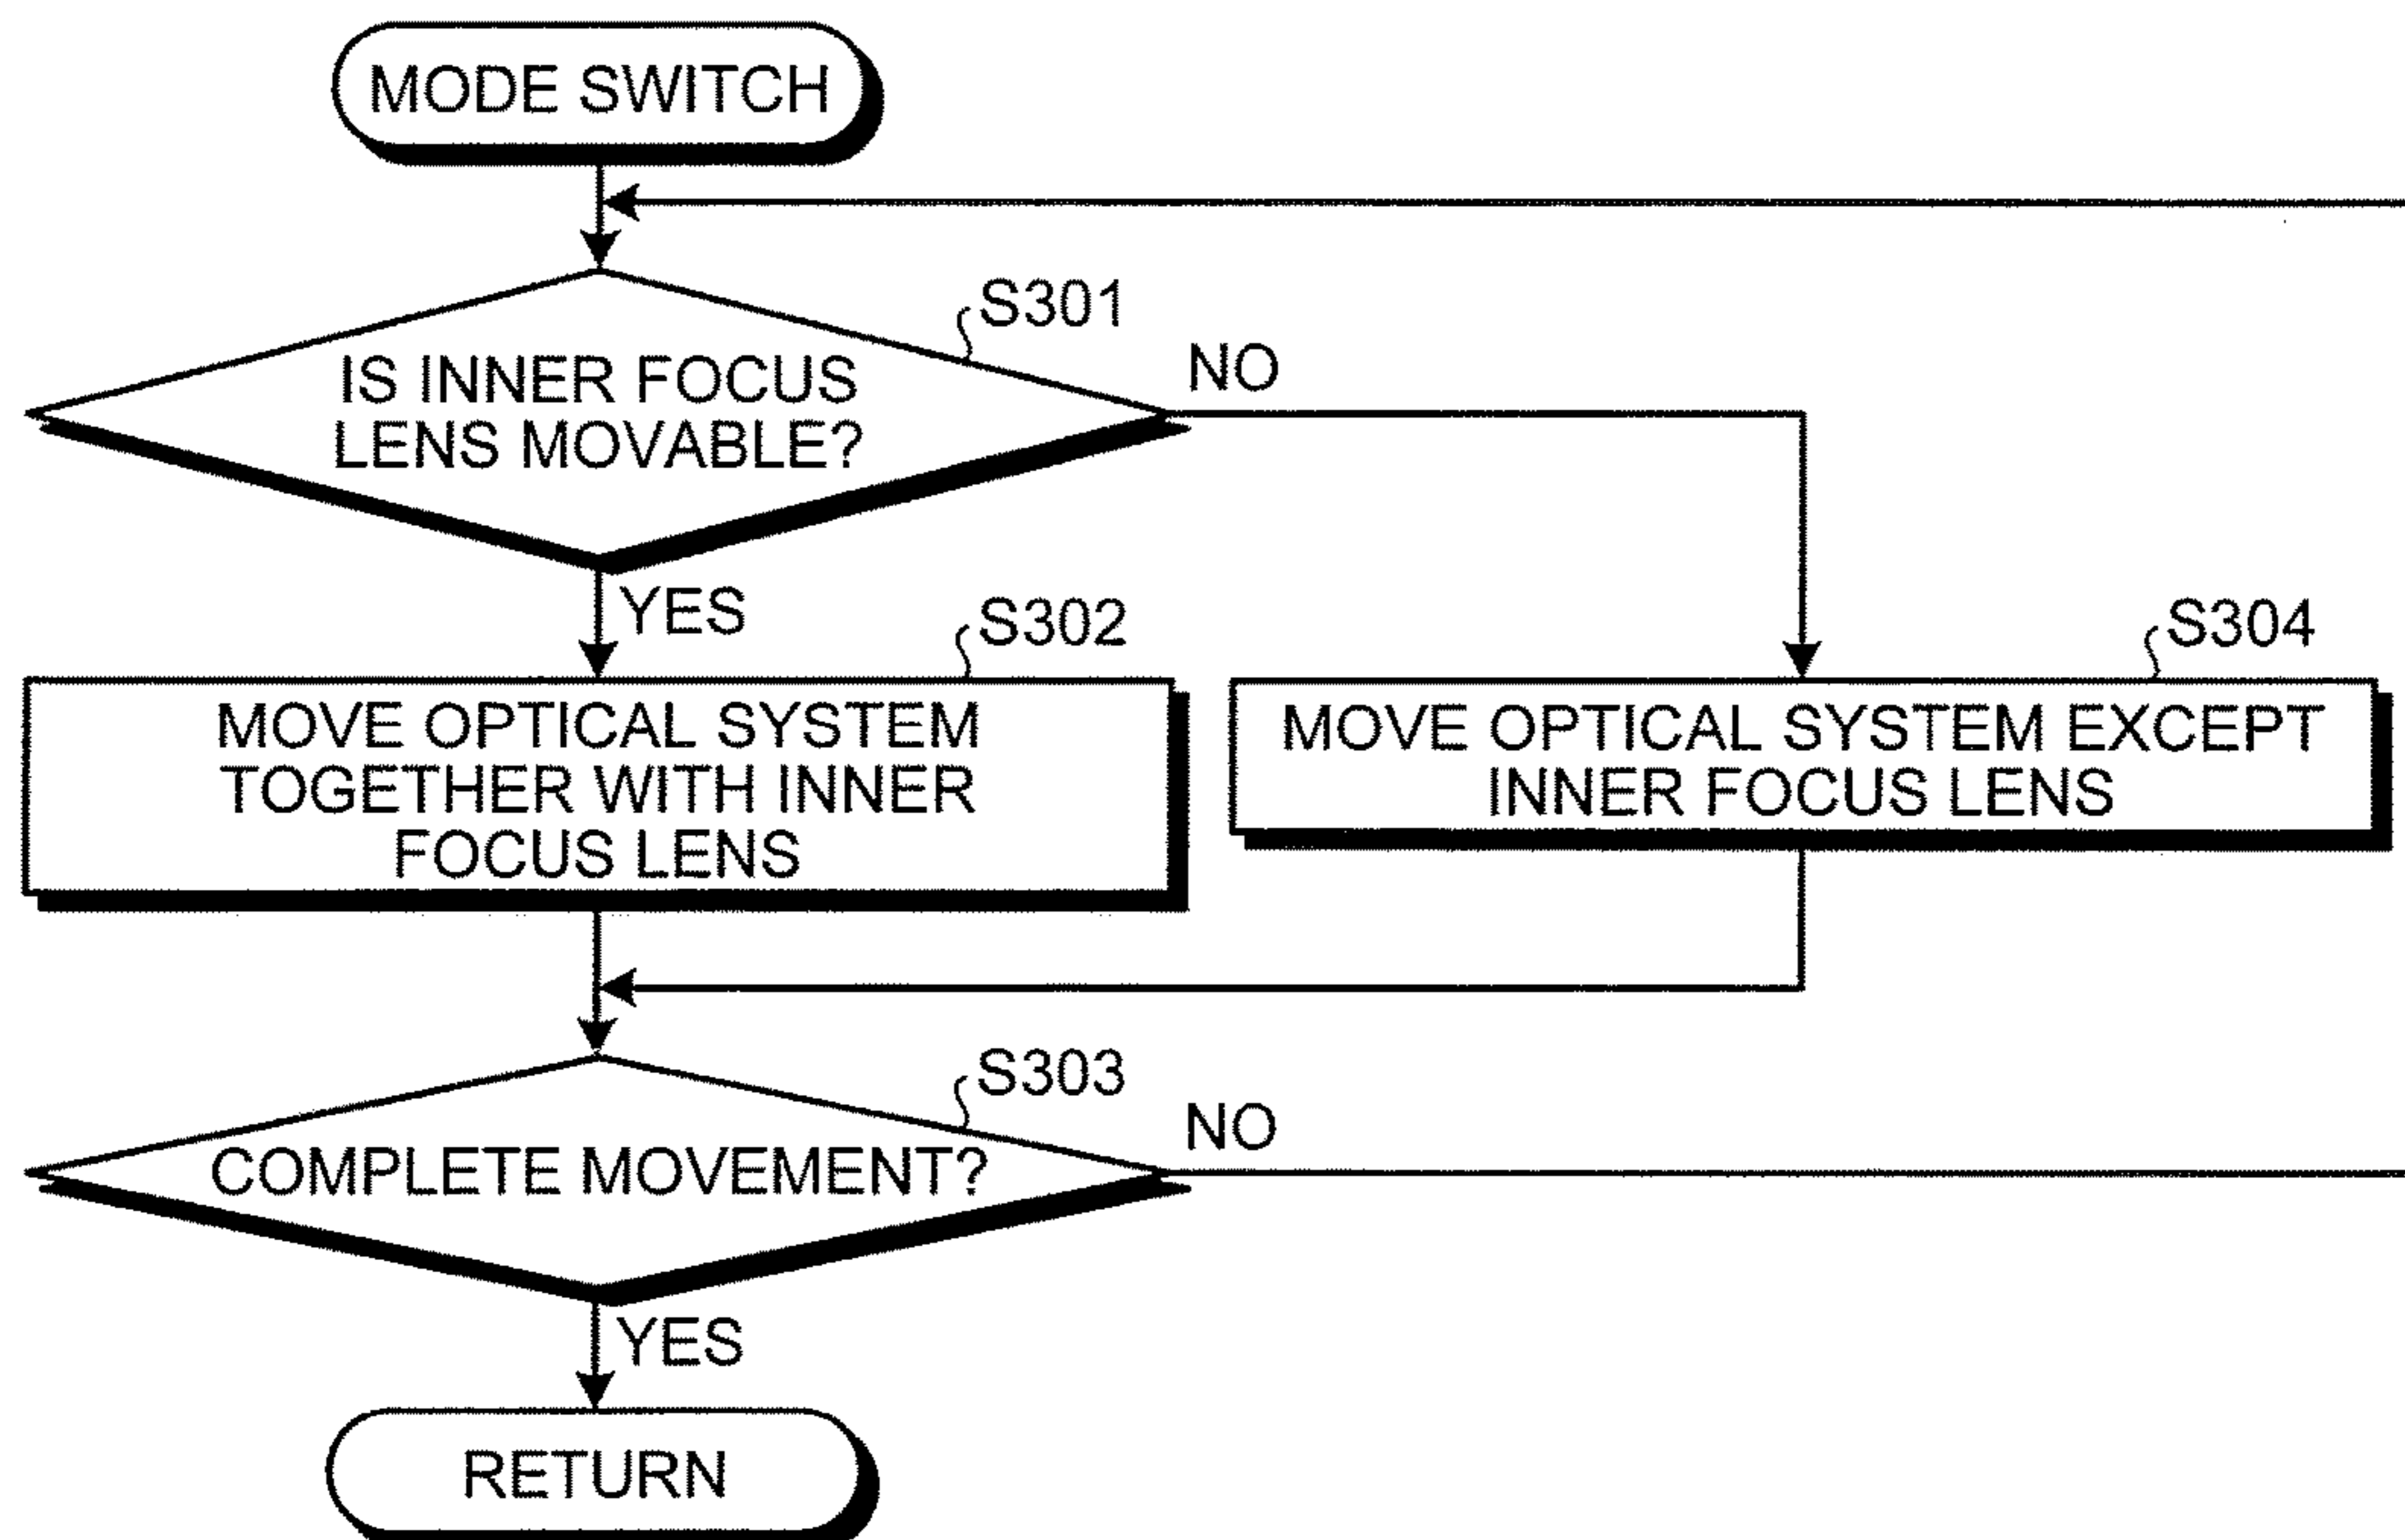 MODE SWITCH
S301
IS INNER FOCUS
LENS MOVABLE?
NO
YES
S302
MOVE OPTICAL SYSTEM
TOGETHER WITH INNER
FOCUS LENS
S304
MOVE OPTICAL SYSTEM EXCEPT
INNER FOCUS LENS
S303
COMPLETE MOVEMENT?
NO
YES
RETURN